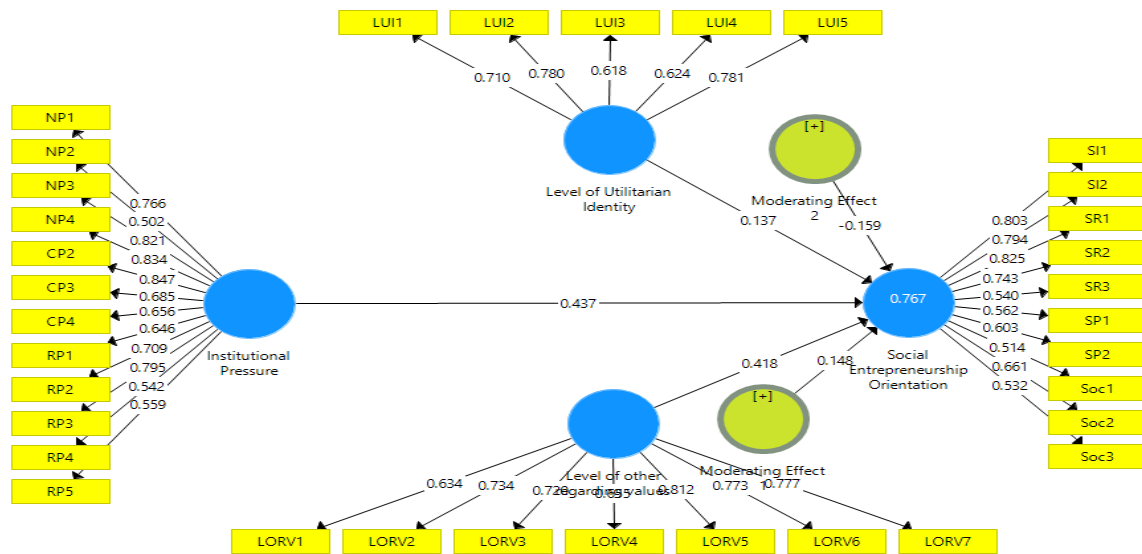 LUI1 LUI2 LUI3 LUI4 LUI5
0.710 0.780 0.618 0.624 0.781
NP1
NP2
NP3
NP4
CP2
CP3
CP4
RP1
RP2
RP3
RP4
RP5
0.766
0.502
0.821
0.834
0.847
0.685
0.656
0.646
0.709
0.795
0.542
0.559
Institutional
Pressure
Level of Utilitarian
Identity
[+]
Moderating Effect
2
0.137
-0.159
0.437
0.767
Social
Entrepreneurship
Orientation
0.418
0.148
[+]
Moderating Effect
1
Level of other
regarding values
0.634 0.734 0.812 0.773 0.777
LORV1 LORV2 LORV3 LORV4 LORV5 LORV6 LORV7
SI1
SI2
SR1
SR2
SR3
SP1
SP2
Soc1
Soc2
Soc3
0.803
0.794
0.825
0.743
0.540
0.562
0.603
0.514
0.661
0.532